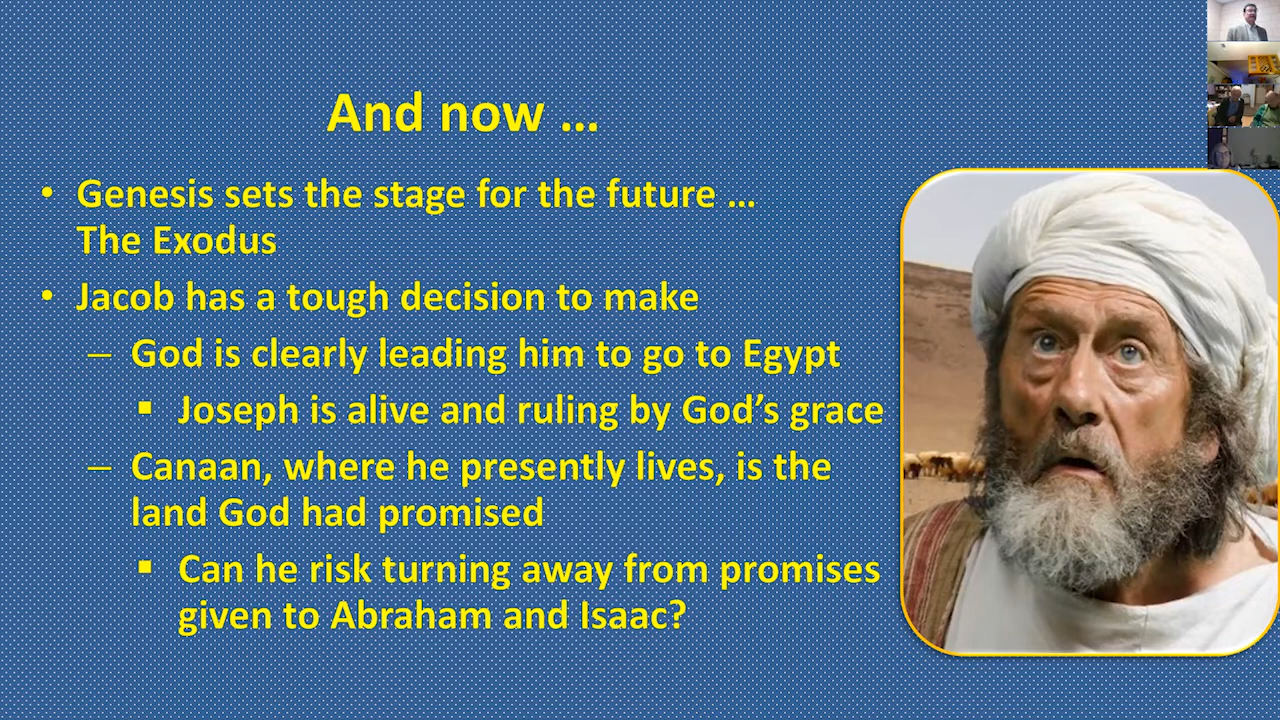 And now ...
• Genesis sets the stage for the future ...
The Exodus
• Jacob has a tough decision to make
– God is clearly leading him to go to Egypt
▪ Joseph is alive and ruling by God’s grace
– Canaan, where he presently lives, is the
land God had promised
▪ Can he risk turning away from promises
given to Abraham and Isaac?